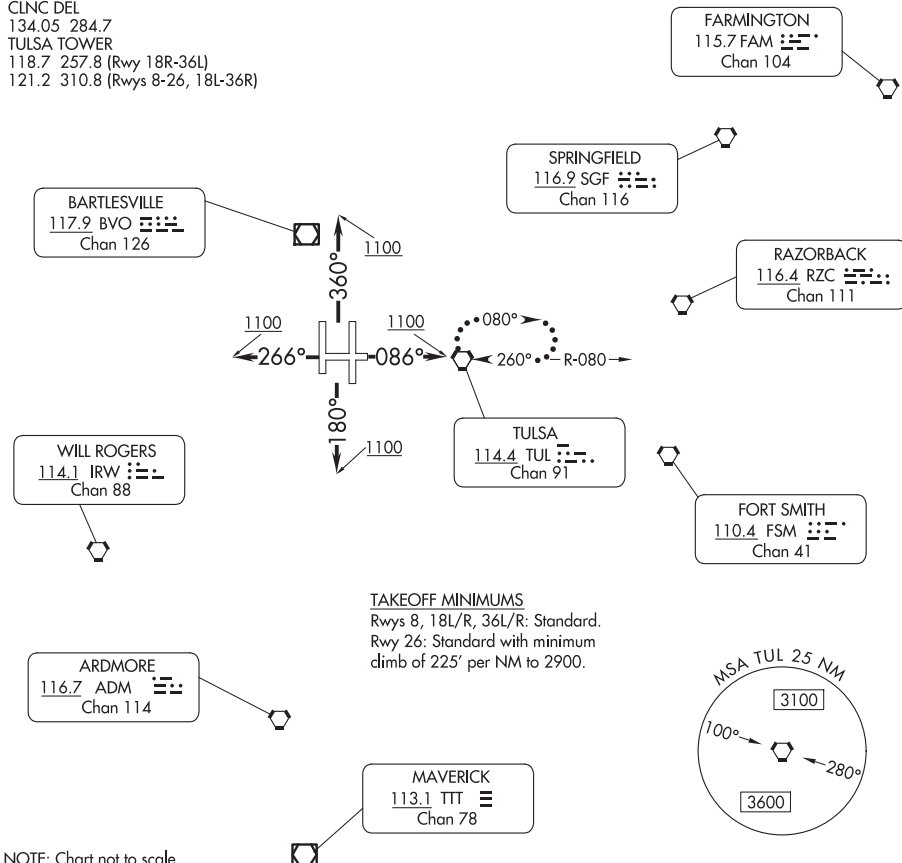 CLNC DEL
134.05 284.7
TULSA TOWER
118.7 257.8 (Rwy 18R-36L)
121.2 310.8 (Rwys 8-26, 18L-36R)
FARMINGTON
115.7 FAM
Chan 104
SPRINGFIELD
116.9 SGF
Chan 116
BARTLESVILLE
117.9 BVO
Chan 126
RAZORBACK
116.4 RZC
Chan 111
1100
360°
1100
266°
1100
086°
080°
260°
R-080
180°
1100
TULSA
114.4 TUL
Chan 91
WILL ROGERS
114.1 IRW
Chan 88
FORT SMITH
110.4 FSM
Chan 41
TAKEOFF MINIMUMS
Rwys 8, 18L/R, 36L/R: Standard.
Rwy 26: Standard with minimum
climb of 225' per NM to 2900.
ARDMORE
116.7 ADM
Chan 114
MSA TUL 25 NM
3100
100°
280°
3600
MAVERICK
113.1 TTT
Chan 78
NOTE: Chart not to scale